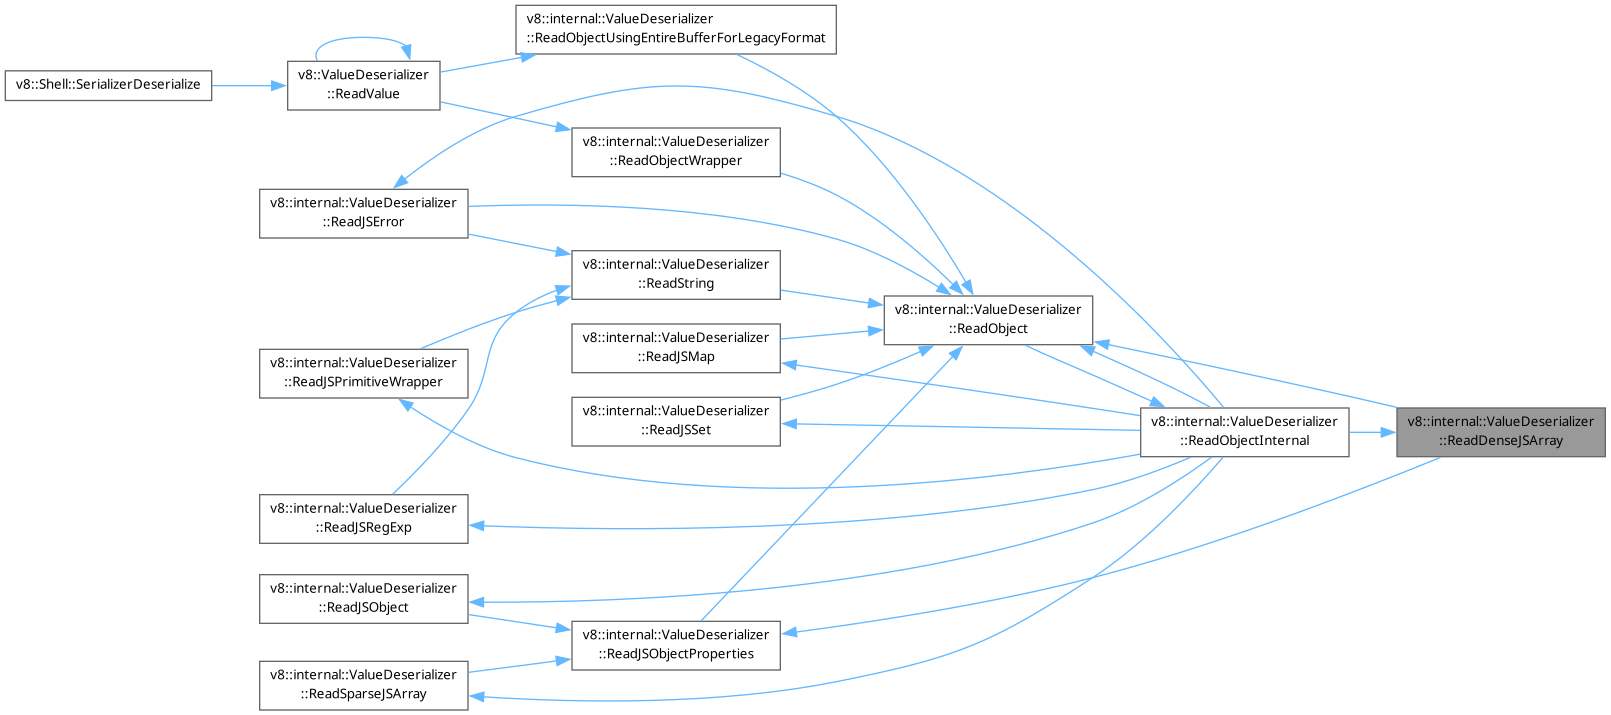 v8::internal::ValueDeserializer
::ReadObjectUsingEntireBufferForLegacyFormat
v8::Shell::SerializerDeserialize
v8::ValueDeserializer
::ReadValue
v8::internal::ValueDeserializer
::ReadObjectWrapper
v8::internal::ValueDeserializer
::ReadJSError
v8::internal::ValueDeserializer
::ReadString
v8::internal::ValueDeserializer
::ReadObject
v8::internal::ValueDeserializer
::ReadJSMap
v8::internal::ValueDeserializer
::ReadJSPrimitiveWrapper
v8::internal::ValueDeserializer
::ReadJSSet
v8::internal::ValueDeserializer
::ReadObjectInternal
v8::internal::ValueDeserializer
::ReadDenseJSArray
v8::internal::ValueDeserializer
::ReadJSRegExp
v8::internal::ValueDeserializer
::ReadJSObject
v8::internal::ValueDeserializer
::ReadJSObjectProperties
v8::internal::ValueDeserializer
::ReadSparseJSArray